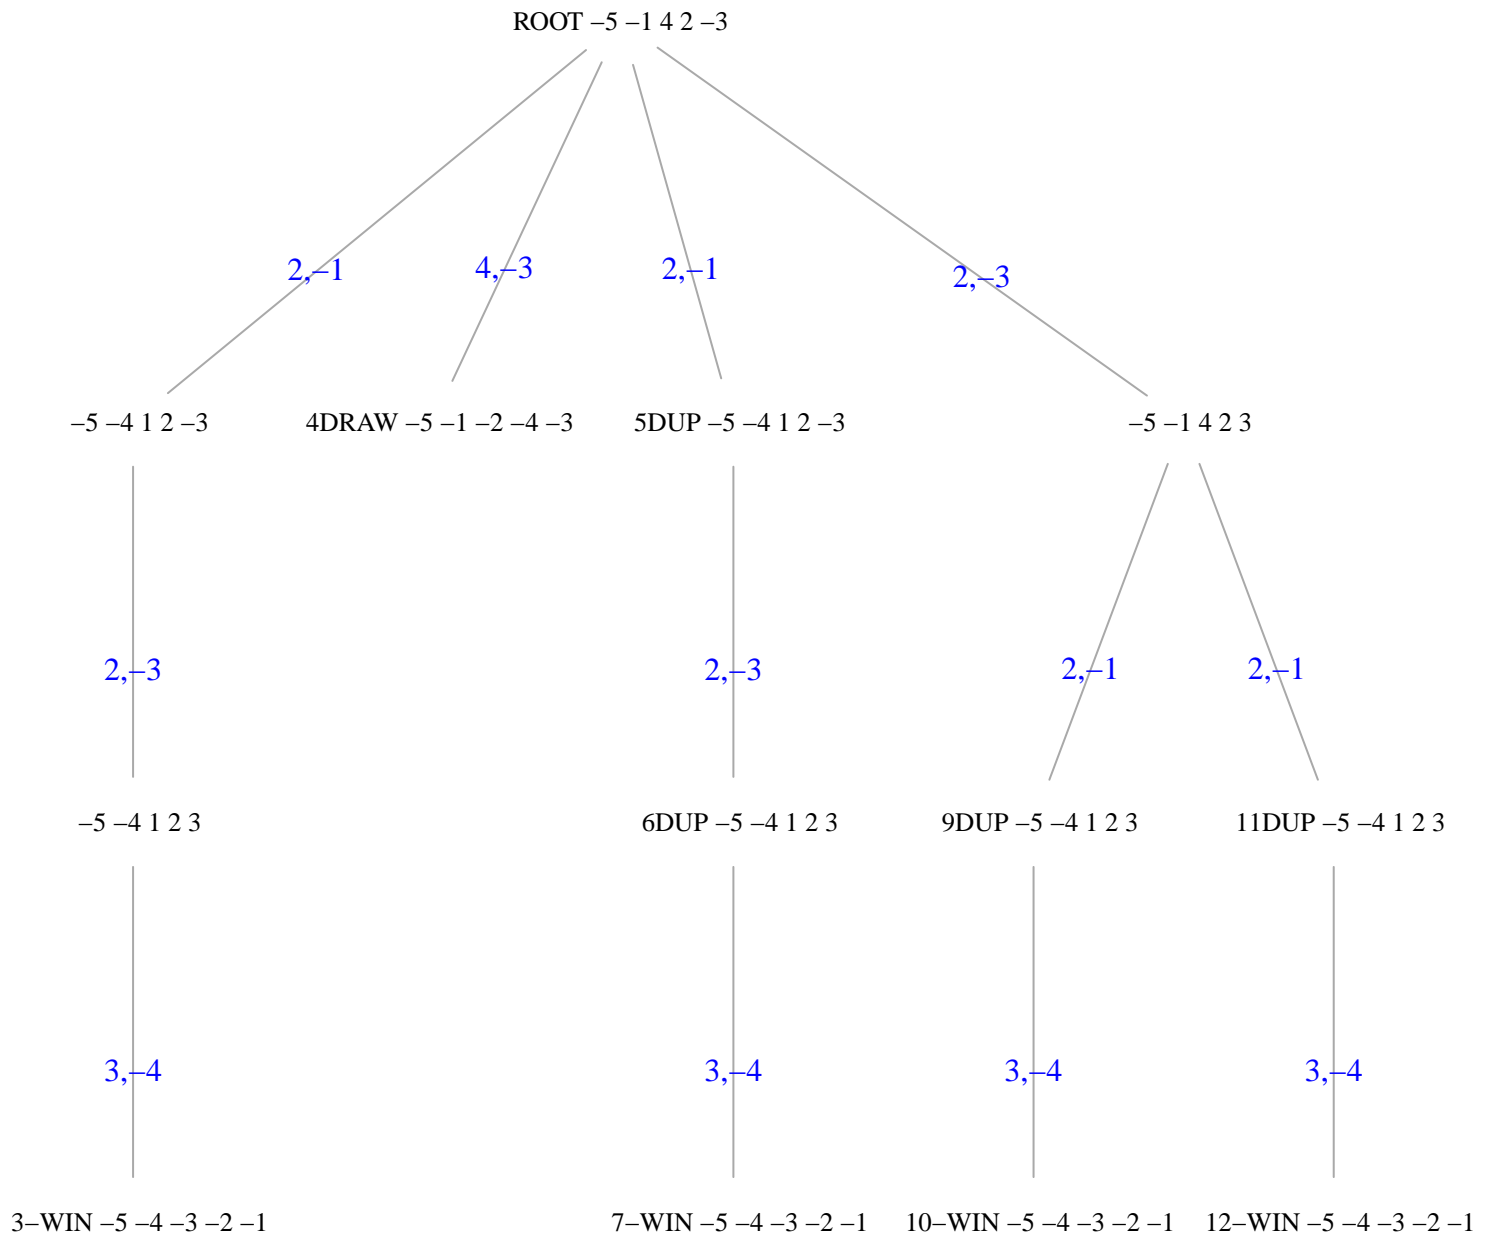 ROOT –5 –1 4 2 –3
2,–1
4,–3
2,–1
2,–3
–5 –4 1 2 –3
4DRAW –5 –1 –2 –4 –3
5DUP –5 –4 1 2 –3
–5 –1 4 2 3
2,–3
2,–3
2,–1
2,–1
–5 –4 1 2 3
6DUP –5 –4 1 2 3
9DUP –5 –4 1 2 3
11DUP –5 –4 1 2 3
3,–4
3,–4
3,–4
3,–4
3–WIN –5 –4 –3 –2 –1
7–WIN –5 –4 –3 –2 –1
10–WIN –5 –4 –3 –2 –1
12–WIN –5 –4 –3 –2 –1